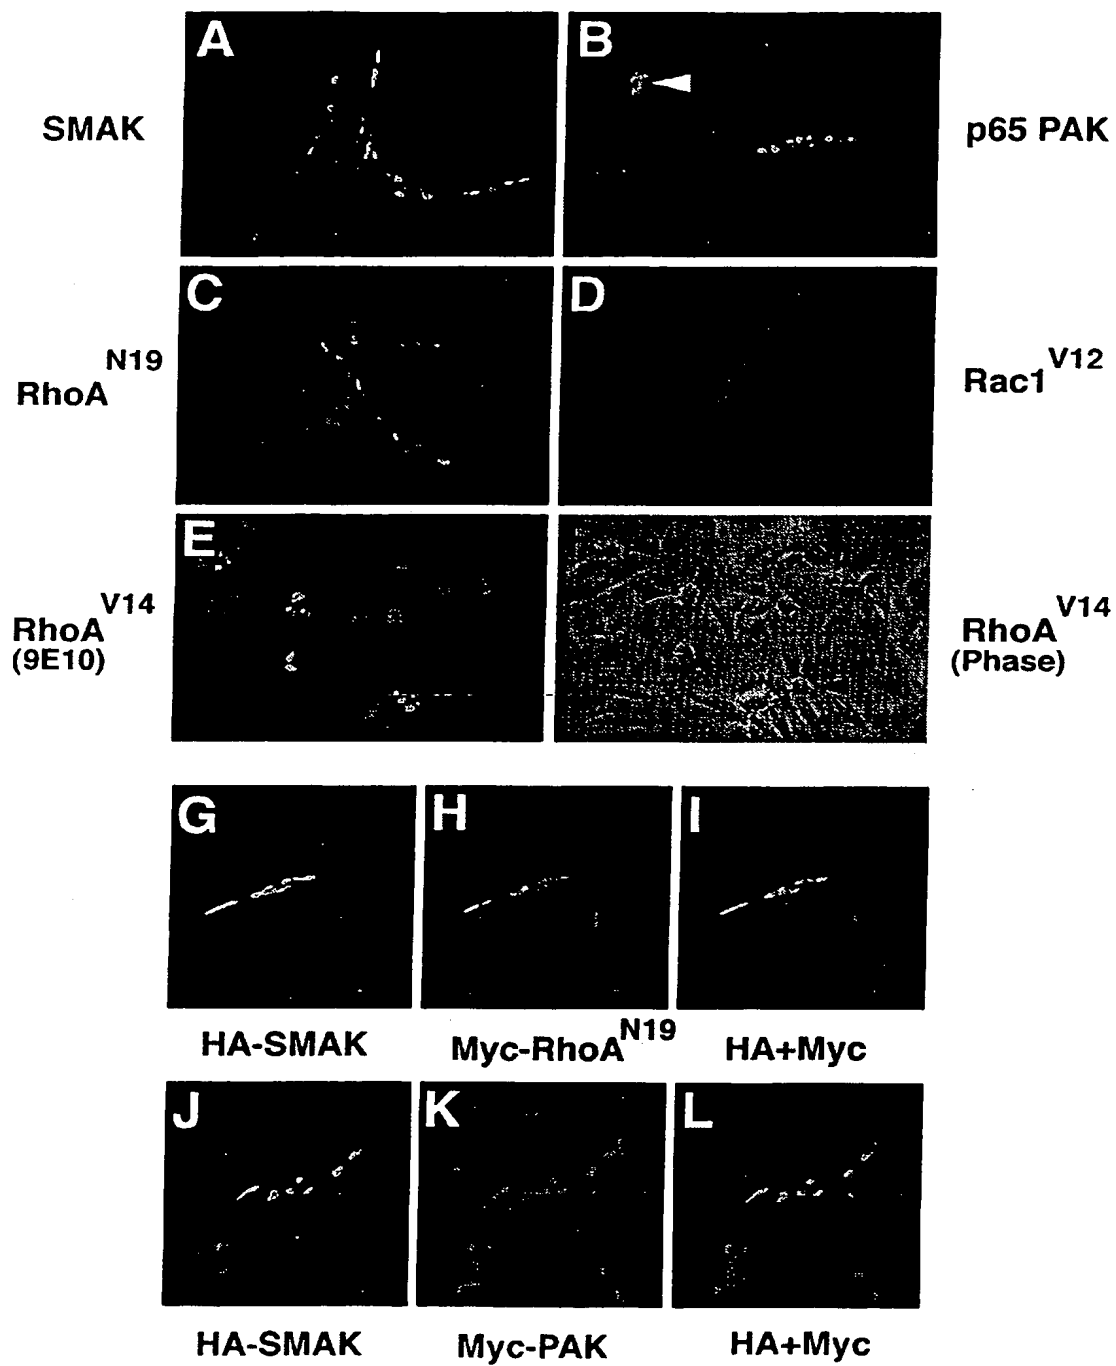 A
B
SMAK
p65 PAK
C
D
RhoA N19
Rac1 V12
E
RhoA V14
(9E10)
RhoA V14
(Phase)
G
H
I
HA-SMAK
Myc-RhoA N19
HA+Myc
J
K
L
HA-SMAK
Myc-PAK
HA+Myc